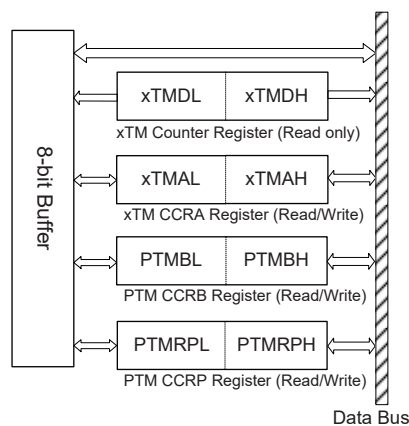 8-bit Buffer
xTMDL xTMDH
xTM Counter Register (Read only)
xTMAL xTMAH
xTM CCRA Register (Read/Write)
PTMBL PTMBH
PTM CCRB Register (Read/Write)
PTMRPL PTMRPH
PTM CCRP Register (Read/Write)
Data Bus